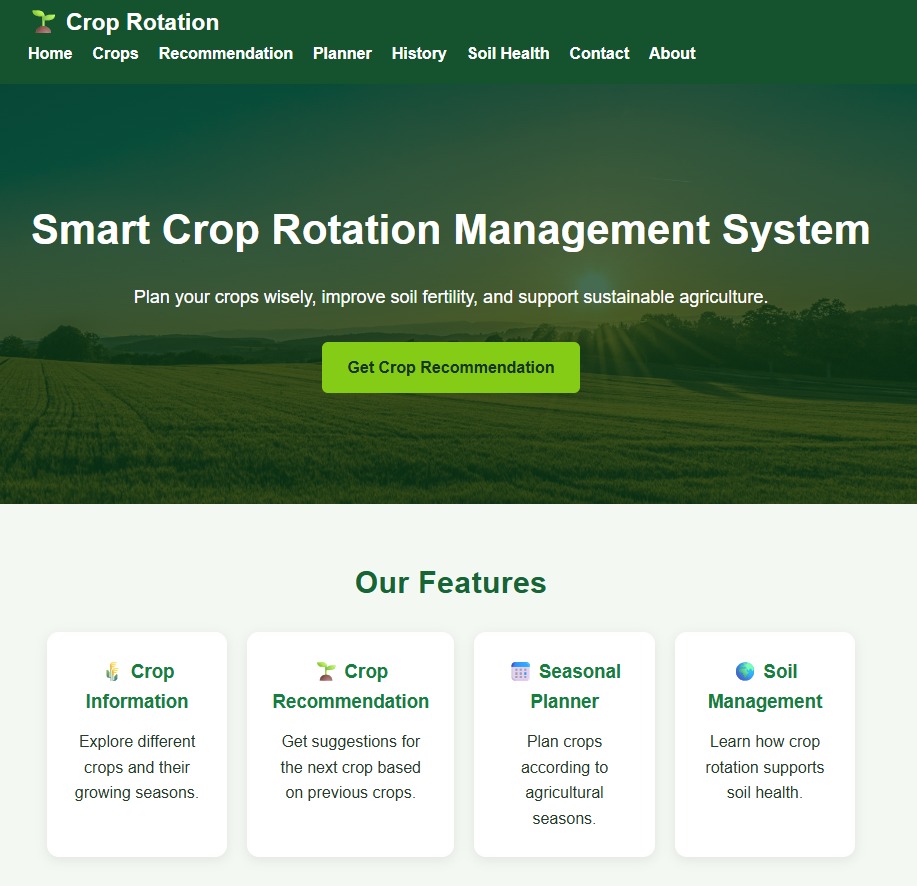 Crop Rotation
Home Crops Recommendation Planner History Soil Health Contact About
Smart Crop Rotation Management System
Plan your crops wisely, improve soil fertility, and support sustainable agriculture.
Get Crop Recommendation
Our Features
Crop
Information
Explore different
crops and their
growing seasons.
Crop
Recommendation
Get suggestions for
the next crop based
on previous crops.
Seasonal
Planner
Plan crops
according to
agricultural
seasons.
Soil
Management
Learn how crop
rotation supports
soil health.